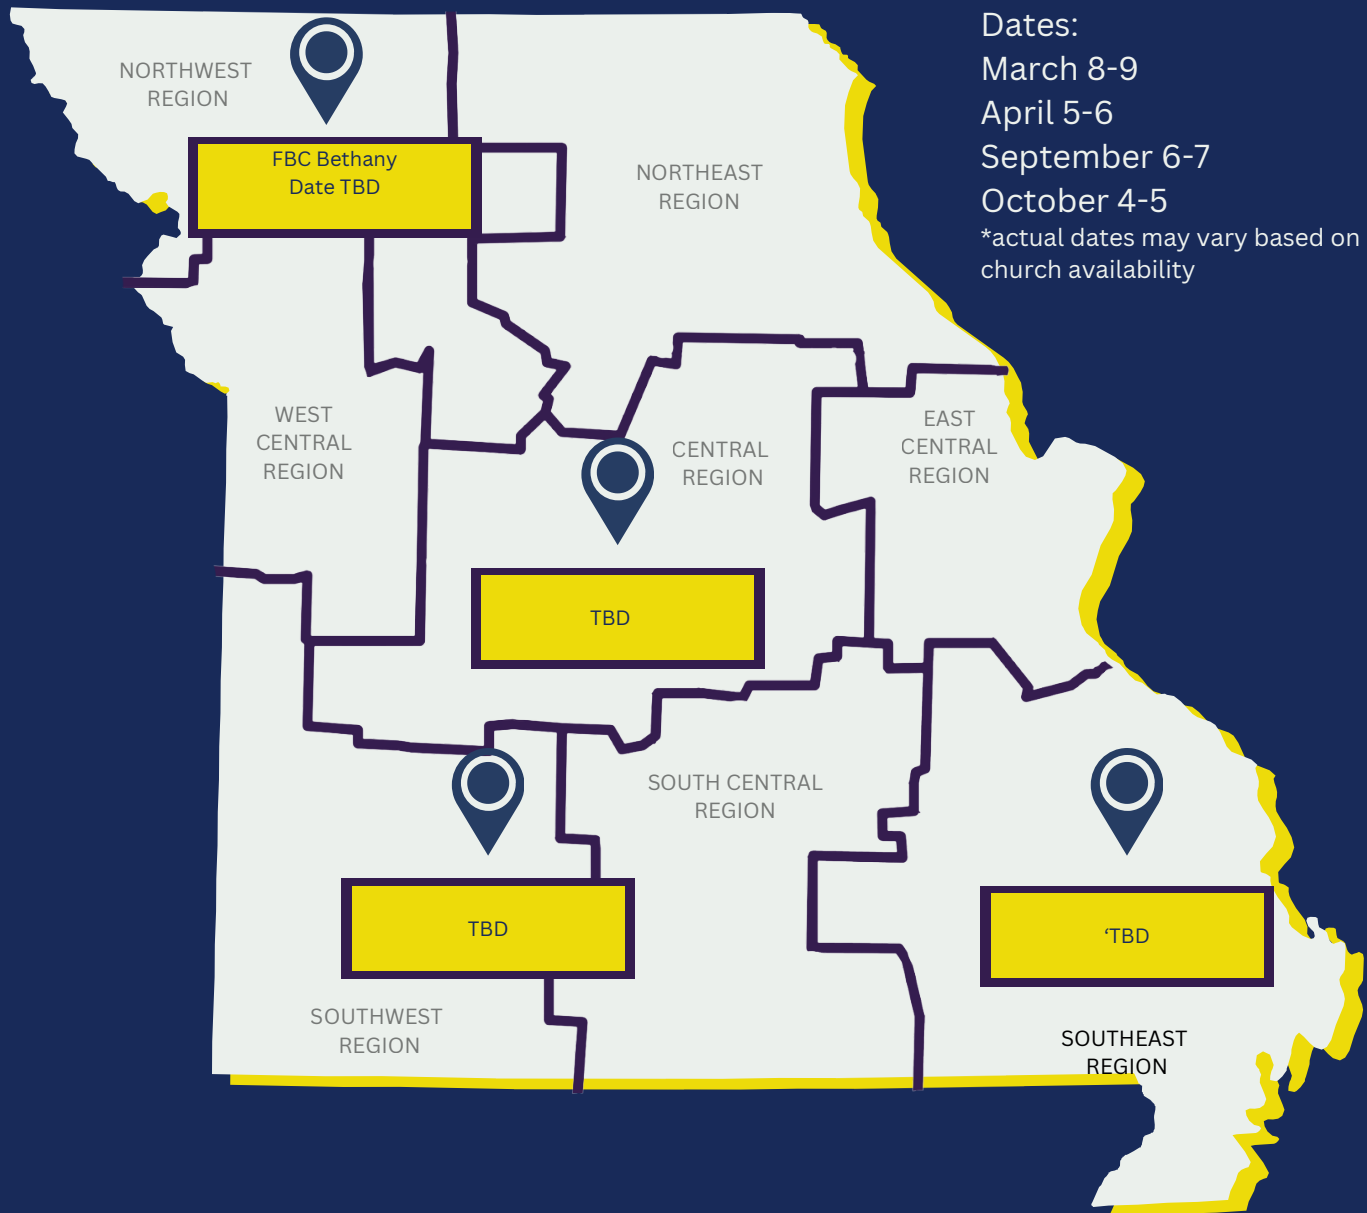 Dates:
March 8-9
April 5-6
September 6-7
October 4-5
*actual dates may vary based on
church availability
NORTHWEST
REGION
FBC Bethany
Date TBD
NORTHEAST
REGION
WEST
CENTRAL
REGION
CENTRAL
REGION
EAST
CENTRAL
REGION
TBD
SOUTH CENTRAL
REGION
TBD
‘TBD
SOUTHWEST
REGION
SOUTHEAST
REGION